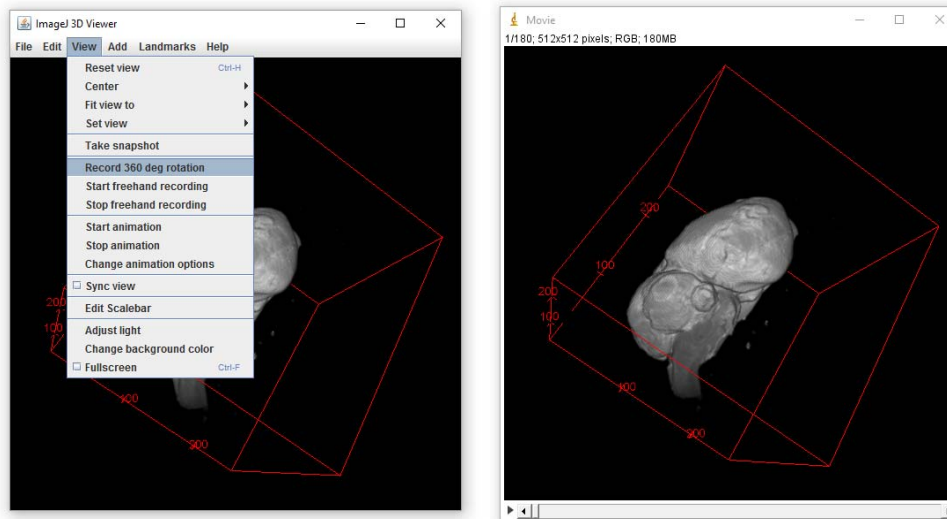 ImageJ 3D Viewer
File Edit View Add Landmarks Help
Reset view Ctrl-H
Center
Fit view to
Set view
Take snapshot
Record 360 deg rotation
Start freehand recording
Stop freehand recording
Start animation
Stop animation
Change animation options
Sync view
Edit Scalebar
Adjust light
Change background color
Fullscreen Ctrl-F
200
100
100
200
Movie
1/180; 512x512 pixels; RGB; 180MB
200
100
200
100
100
200